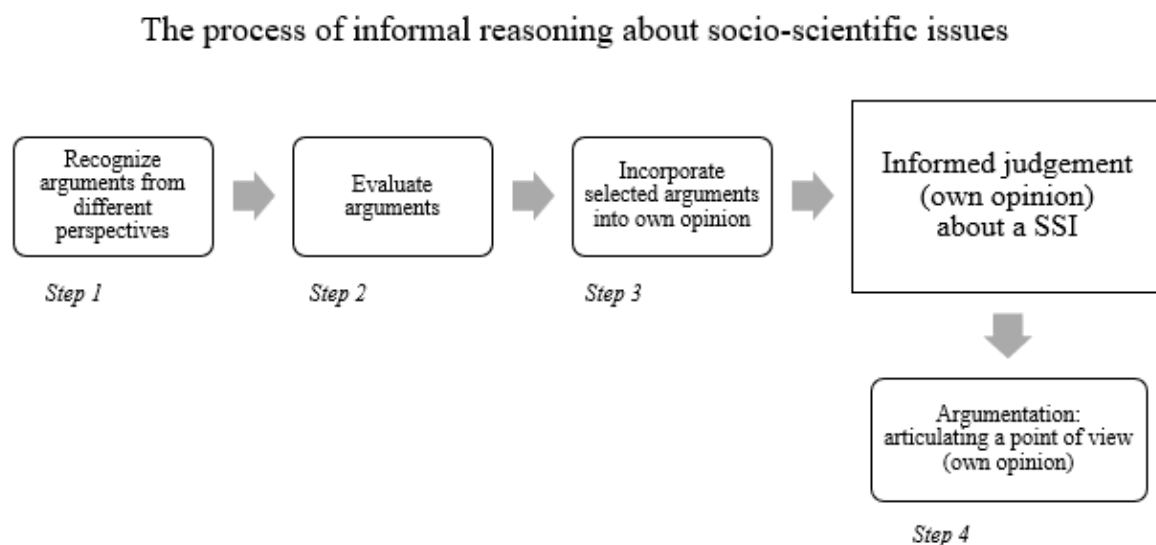 The process of informal reasoning about socio-scientific issues
Recognize
arguments from
different
perspectives
Step 1
Evaluate
arguments
Step 2
Incorporate
selected arguments
into own opinion
Step 3
Informed judgement
(own opinion)
about a SSI
Argumentation:
articulating a point of view
(own opinion)
Step 4